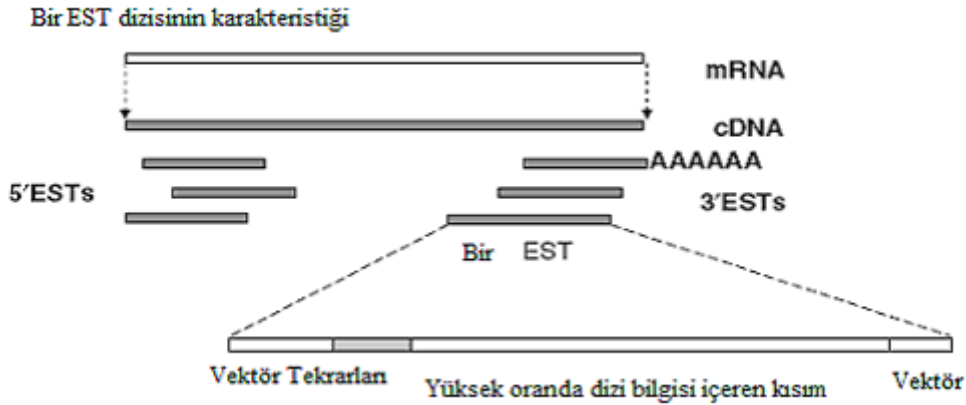 Bir EST dizisinin karakteristiği
mRNA
cDNA
AAAAAA
5′ESTs
3′ESTs
Bir EST
Vektör Tekrarları
Yüksek oranda dizi bilgisi içeren kısım
Vektör